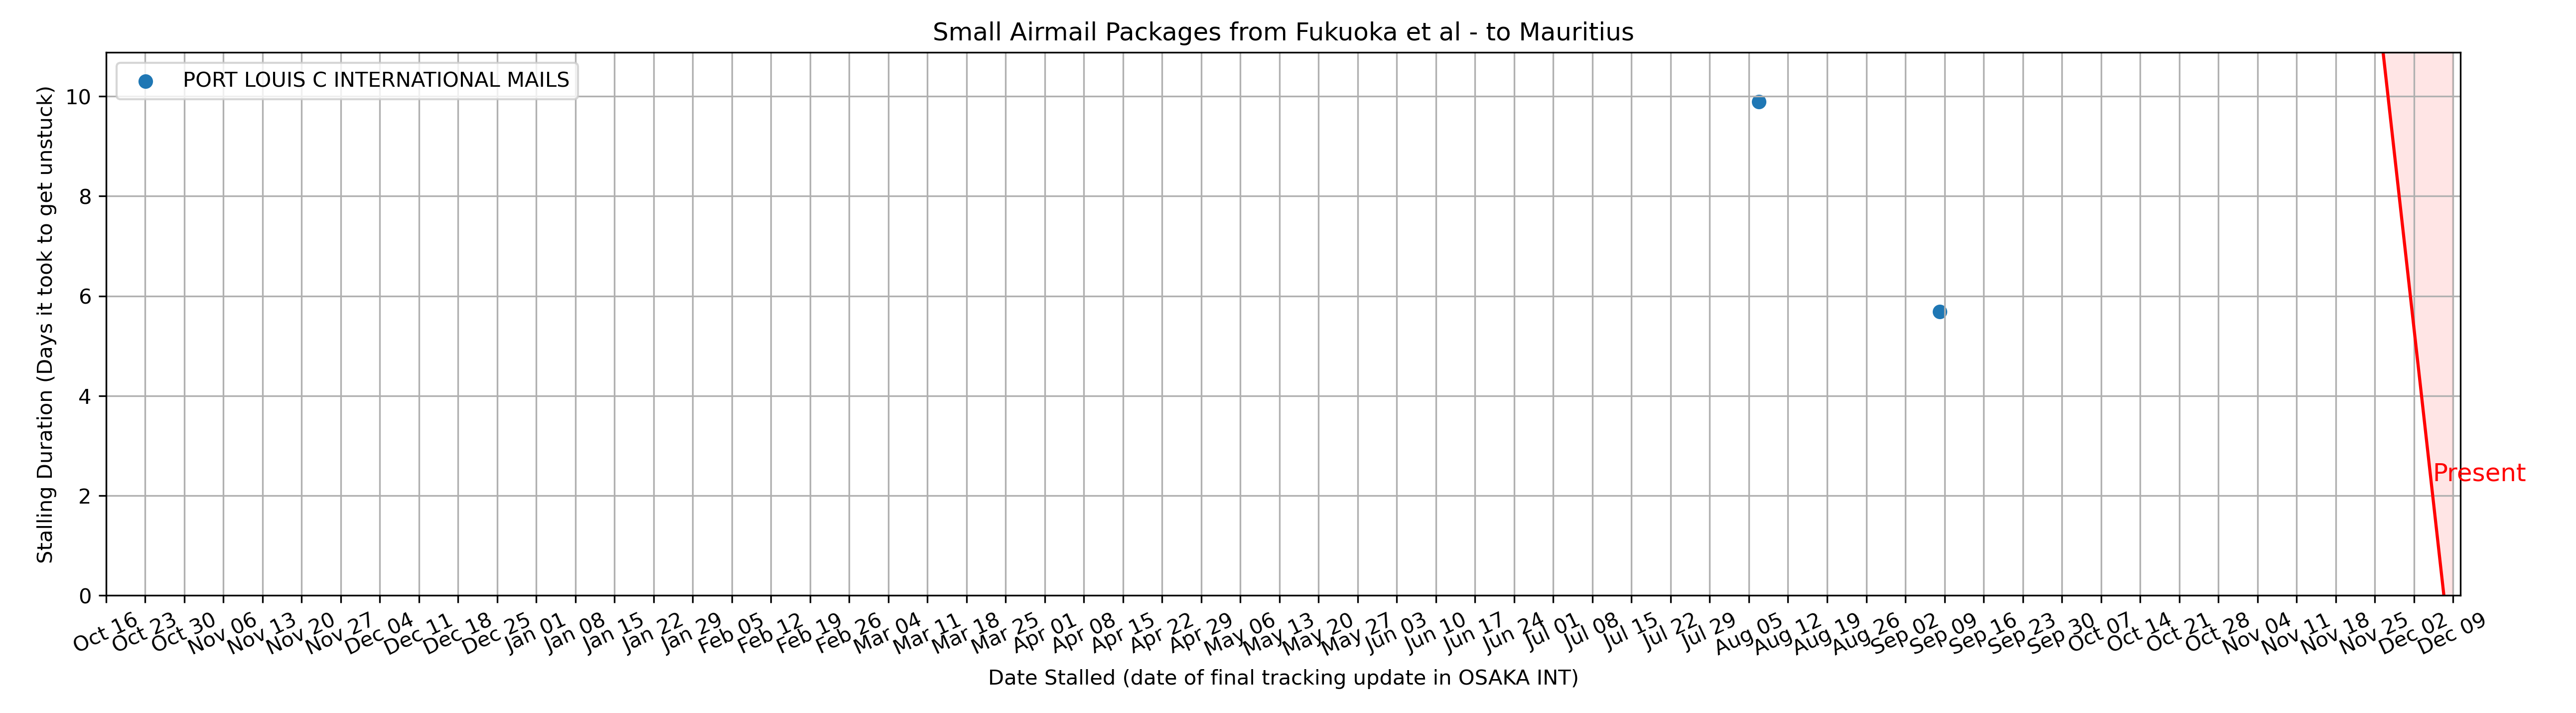 Small Airmail Packages from Fukuoka et al - to Mauritius
PORT LOUIS C INTERNATIONAL MAILS
Stalling Duration (Days it took to get unstuck)
10
8
6
4
2
0
Present
Oct 16 Oct 23 Oct 30 Nov 06 Nov 13 Nov 20 Nov 27 Dec 04 Dec 11 Dec 18 Dec 25 Jan 01 Jan 08 Jan 15 Jan 22 Jan 29 Feb 05 Feb 12 Feb 19 Feb 26 Mar 04 Mar 11 Mar 18 Mar 25 Apr 01 Apr 08 Apr 15 Apr 22 Apr 29 May 06 May 13 May 20 May 27 Jun 03 Jun 10 Jun 17 Jun 24 Jul 01 Jul 08 Jul 15 Jul 22 Jul 29 Aug 05 Aug 12 Aug 19 Aug 26 Sep 02 Sep 09 Sep 16 Sep 23 Sep 30 Oct 07 Oct 14 Oct 21 Oct 28 Nov 04 Nov 11 Nov 18 Nov 25 Dec 02 Dec 09
Date Stalled (date of final tracking update in OSAKA INT)